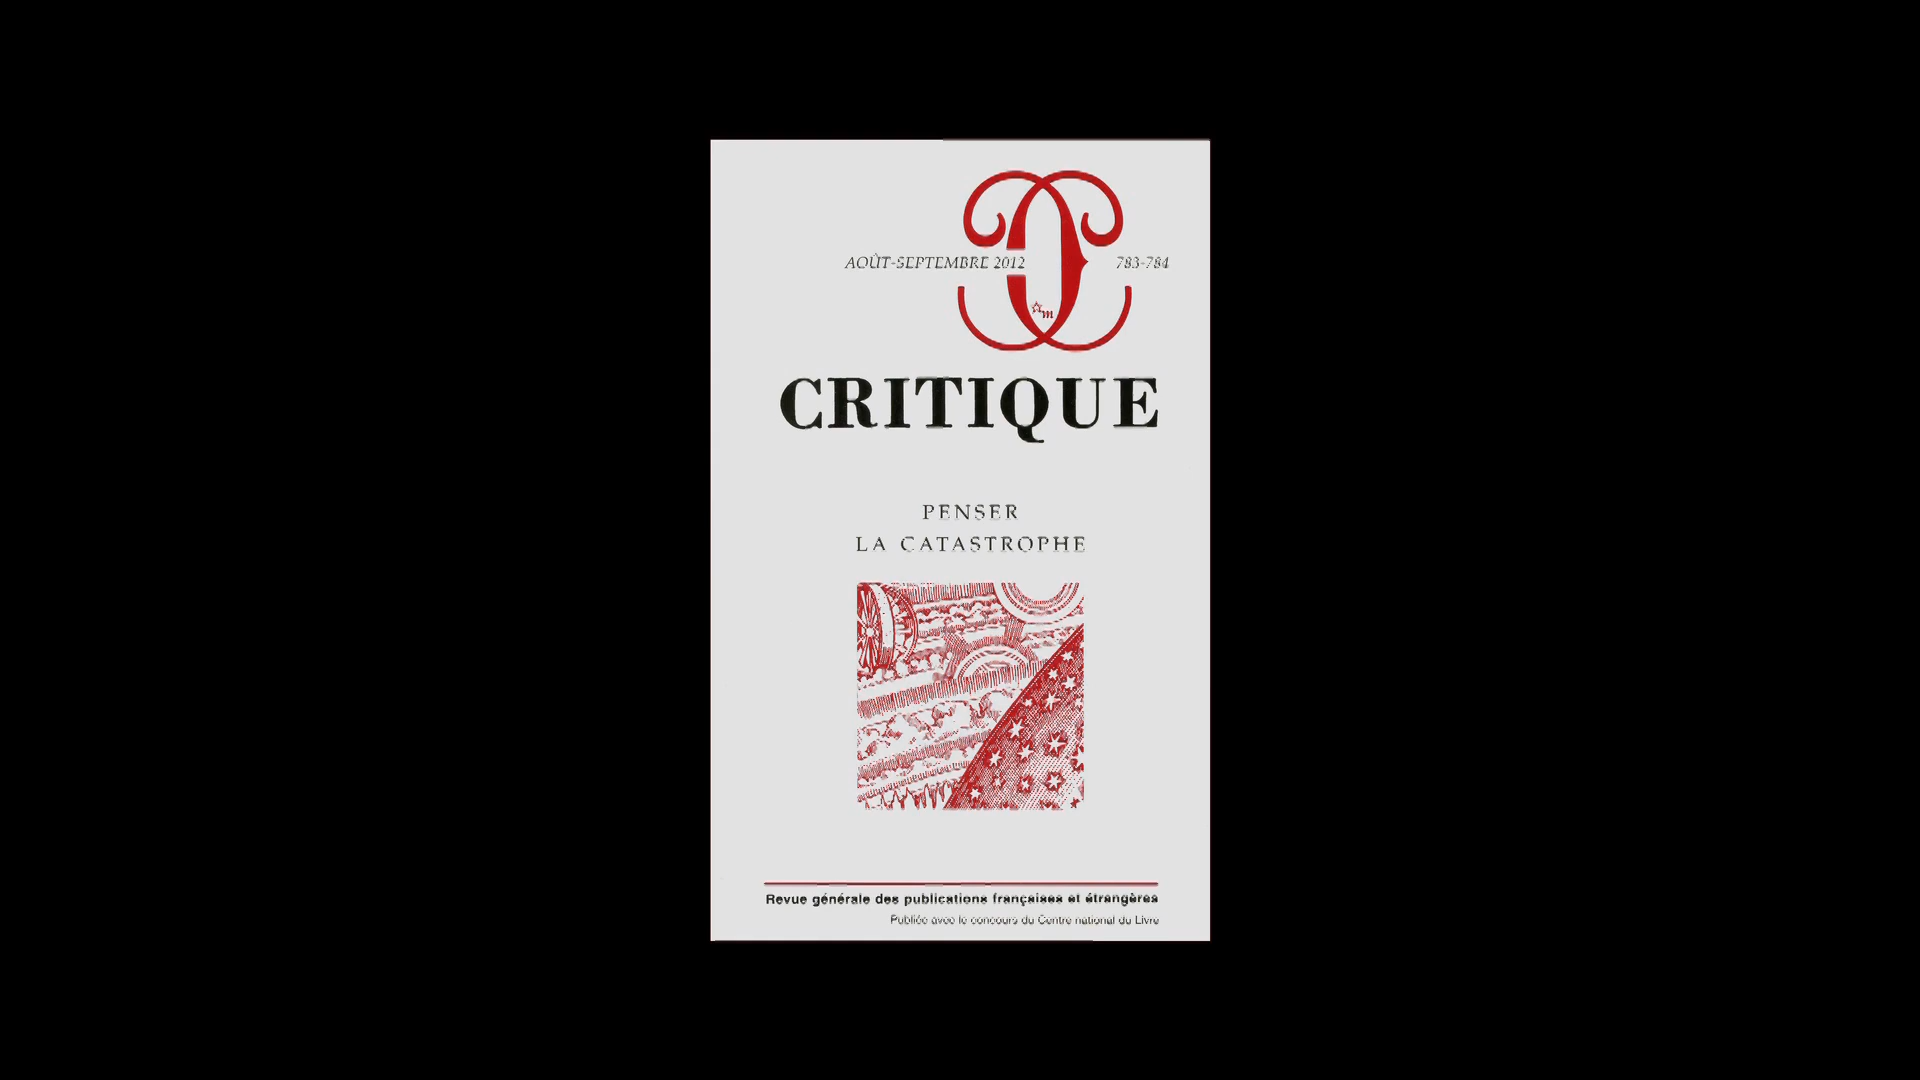 AOÛT-SEPTEMBRE 2012 783-784
m
CRITIQUE
PENSER
LA CATASTROPHE
Revue générale des publications françaises et étrangères
Publiée avec le concours du Centre national du Livre